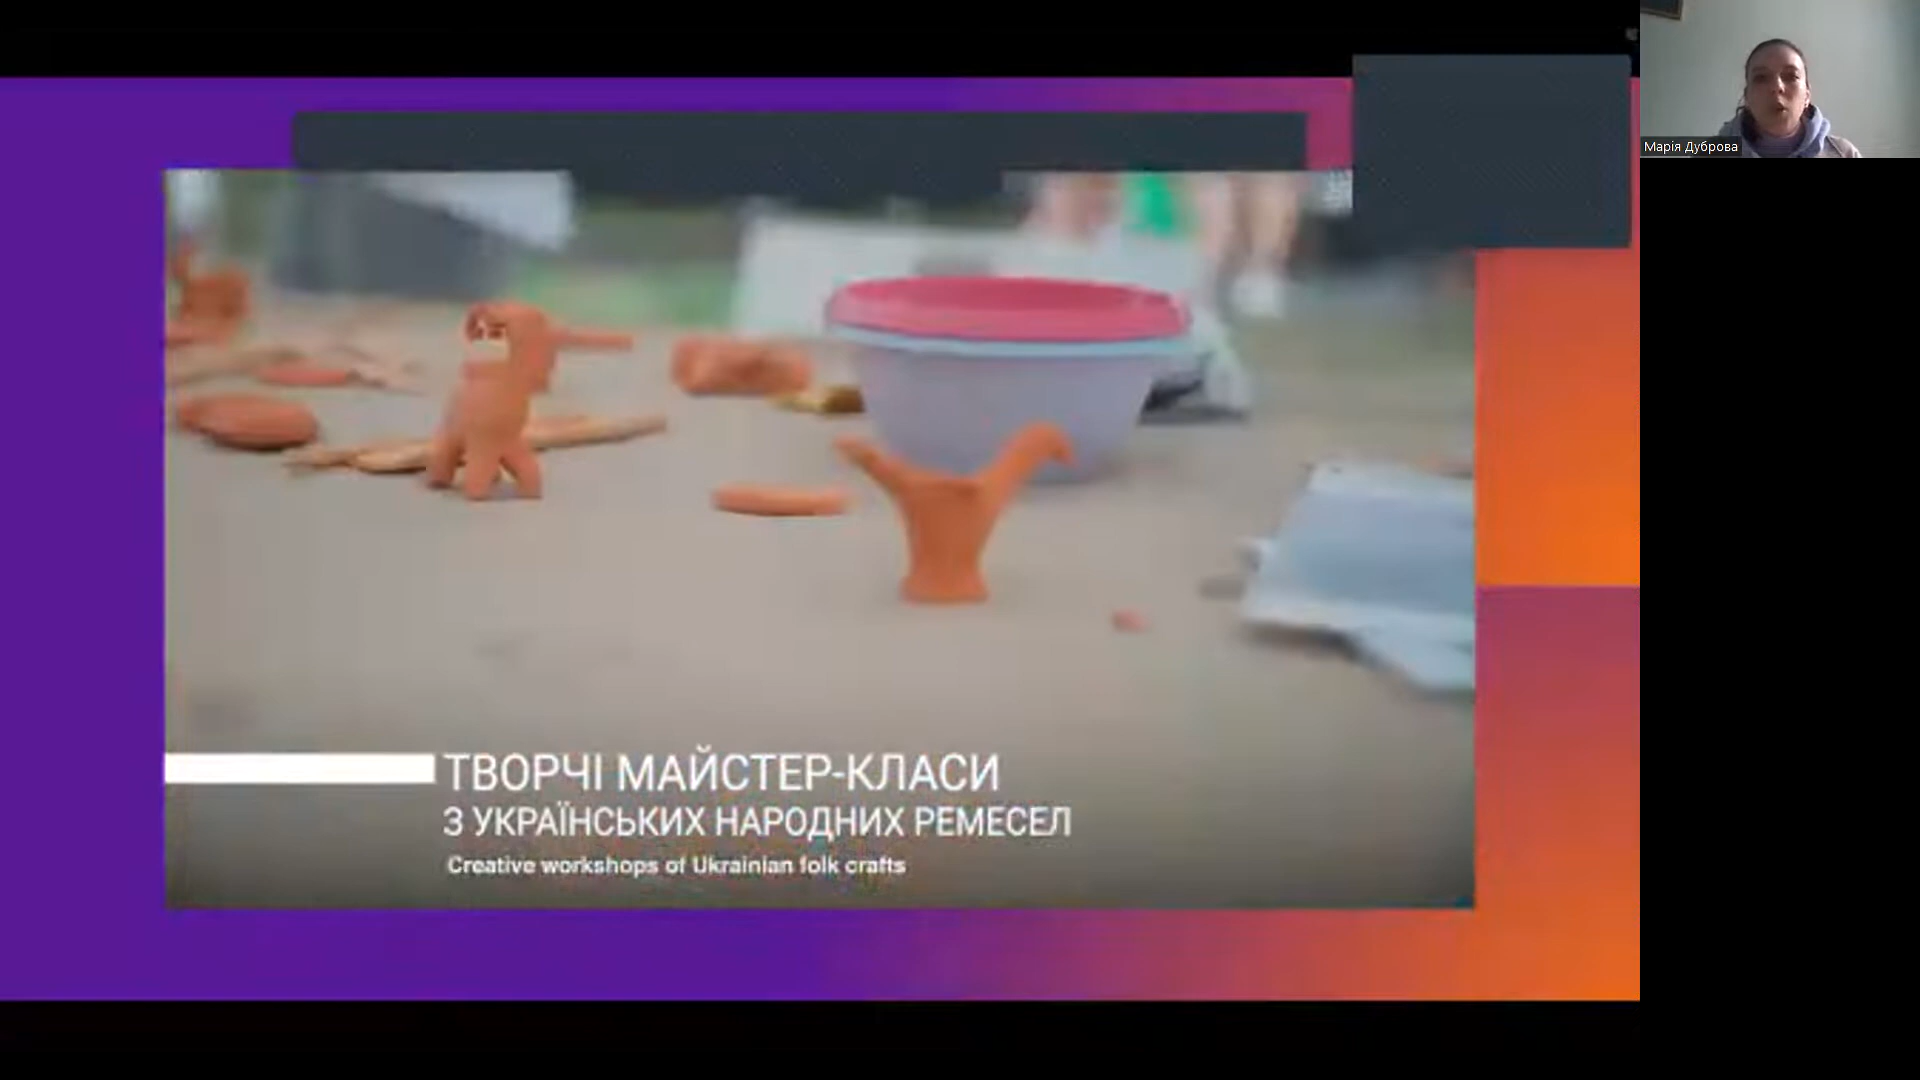 Марія Дуброва
ТВОРЧІ МАЙСТЕР-КЛАСИ
З УКРАЇНСЬКИХ НАРОДНИХ РЕМЕСЕЛ
Creative workshops of Ukrainian folk crafts